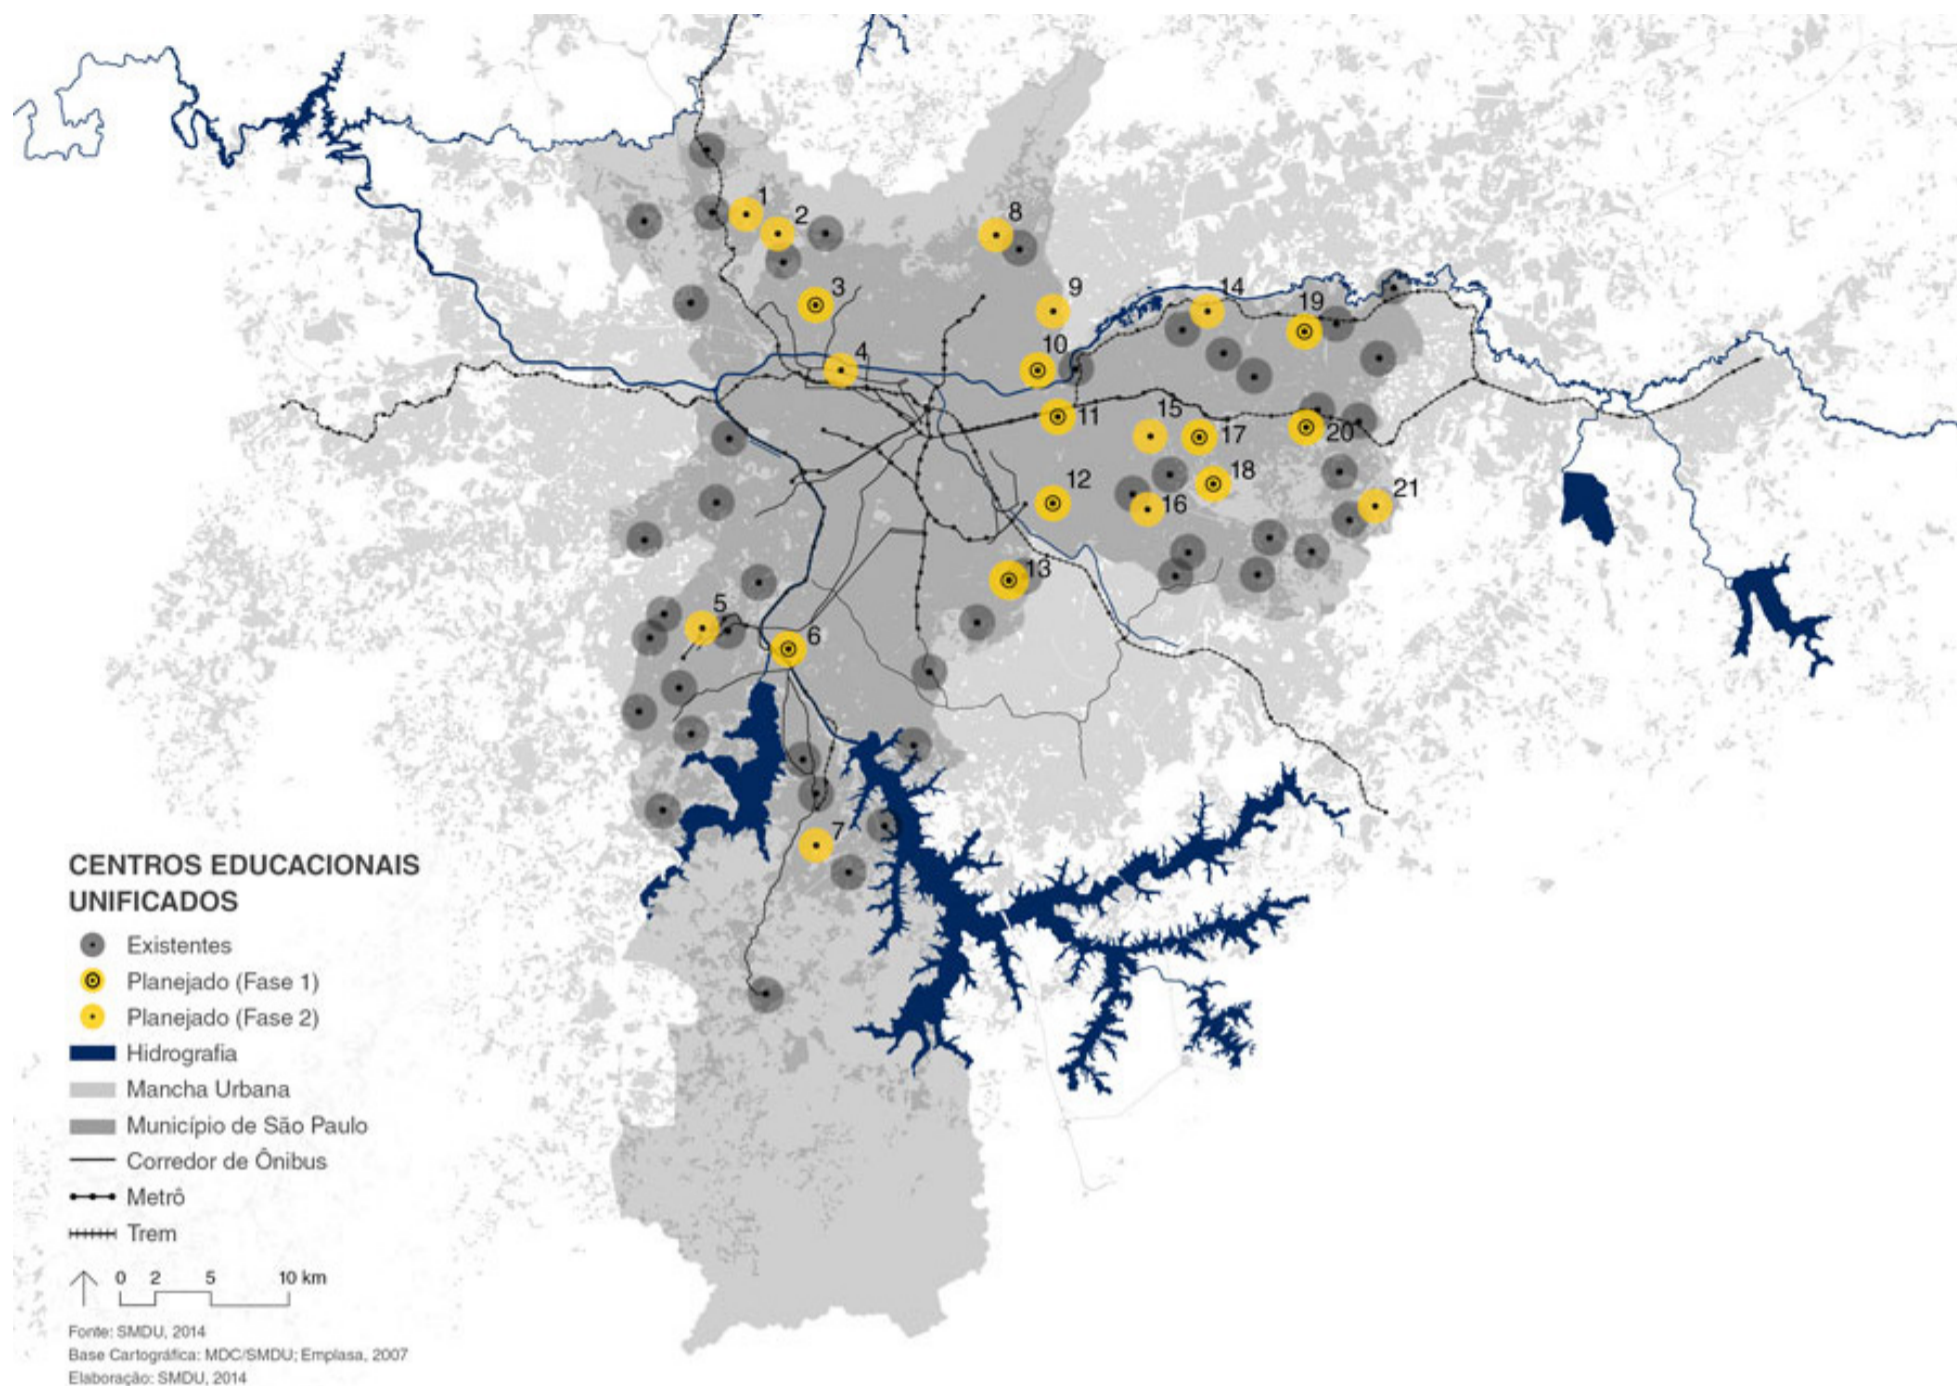 1
2
8
3
9
14
19
4
10
11
15
17
20
12
18
16
21
13
5
6
7
CENTROS EDUCACIONAIS
UNIFICADOS
Existentes
Planejado (Fase 1)
Planejado (Fase 2)
Hidrografia
Mancha Urbana
Município de São Paulo
Corredor de Ônibus
Metrô
Trem
0 2 5 10 km
Fonte: SMDU, 2014
Base Cartográfica: MDC/SMDU; Emplasa, 2007
Elaboração: SMDU, 2014